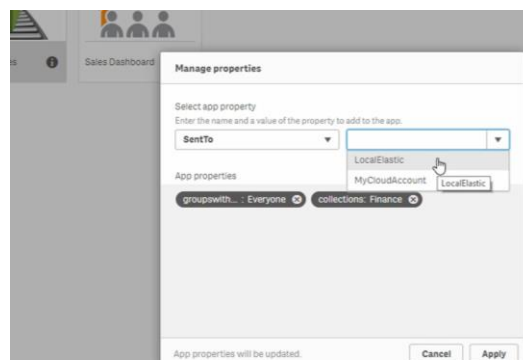 es
Sales Dashboard
Manage properties
Select app property
Enter the name and a value of the property to add to the app.
SentTo
LocalElastic
MyCloudAccount
LocalElastic
App properties
groupswith... : Everyone
collections: Finance
App properties will be updated.
Cancel
Apply